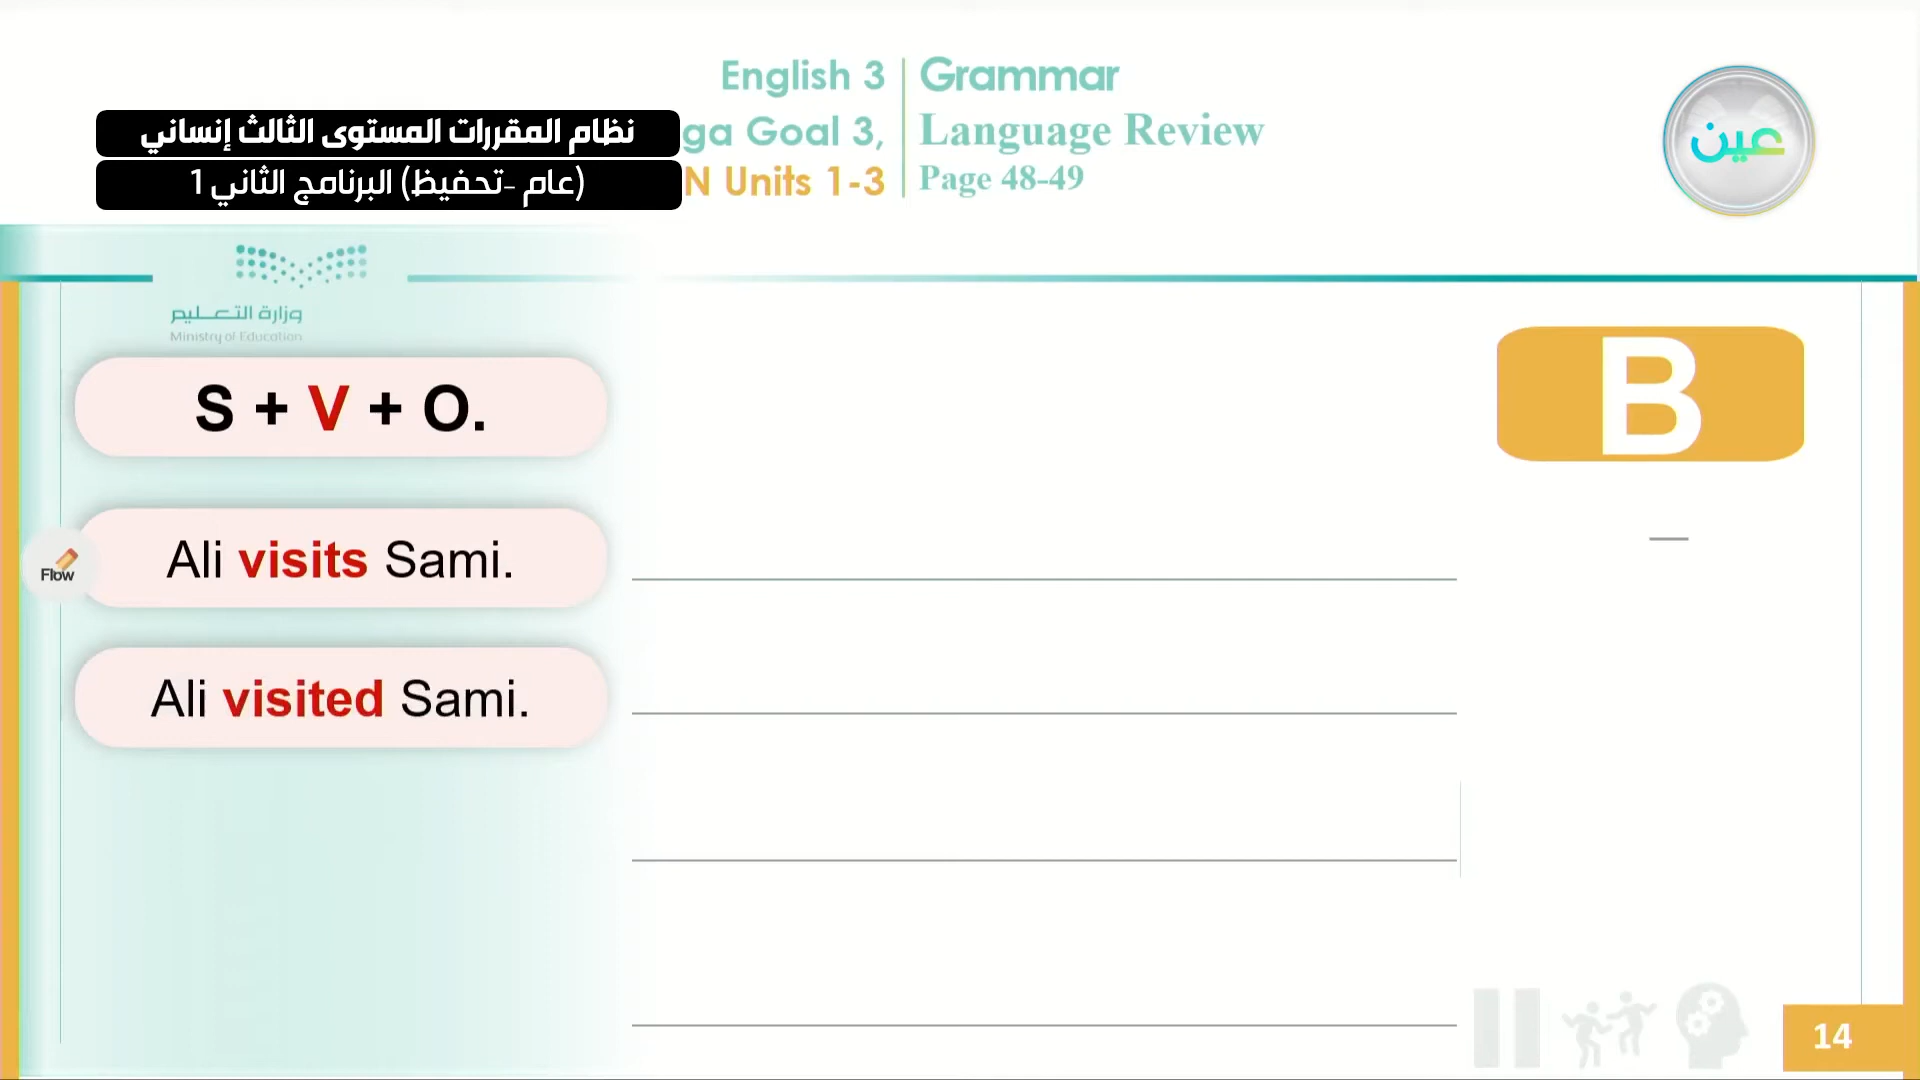 English 3
Grammar
نظام المقررات المستوى الثالث إنساني
ga Goal 3,
Language Review
(عام -تحفيظ) البرنامج الثاني 1
N Units 1-3
Page 48-49
عين
وزارة التعليم
Ministry of Education
S + V + O.
B
Ali visits Sami.
Flow
Ali visited Sami.
14